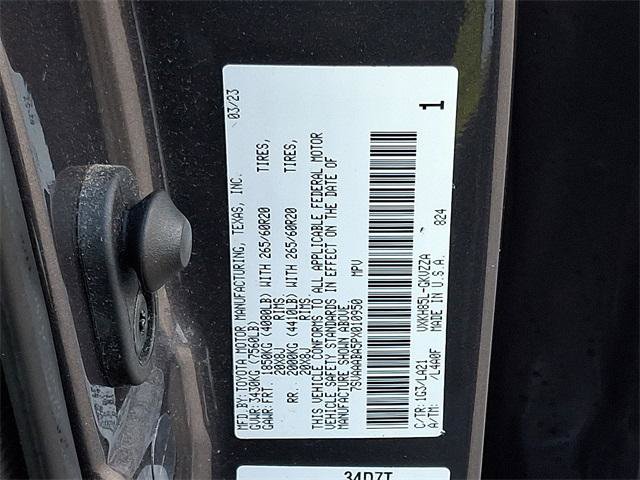 MFD.BY:TOYOTA MOTOR MANUFACTURING, TEXAS, INC. 03/23
GVWR:3430KG (7560LB)
GAWR:FRT. 1850KG (4080LB) WITH 265/60R20 TIRES,
20X8J RIMS,
RR. 2000KG (4410LB) WITH 265/60R20 TIRES,
20X8J RIMS,
THIS VEHICLE CONFORMS TO ALL APPLICABLE FEDERAL MOTOR
VEHICLE SAFETY STANDARDS IN EFFECT ON THE DATE OF
MANUFACTURE SHOWN ABOVE.
7SVAAABA5PX010950 MPV
1
C/TR:1G3/LA21 VXKH85L-GKUZZA
A/TM: /L4A0F MADE IN U.S.A. 824
34D7T